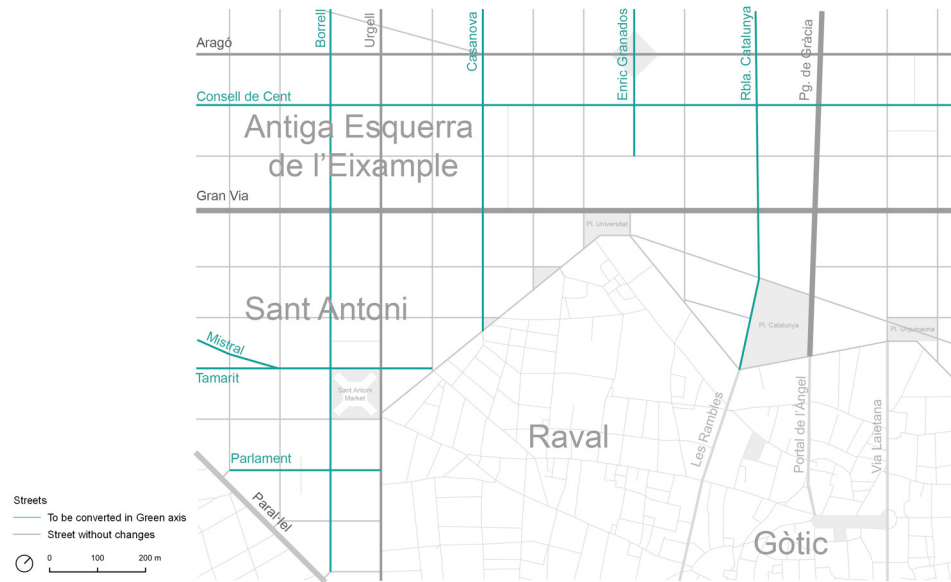 Borrell
Urgell
Casanova
Enric Granados
Rbla. Catalunya
Pg. de Gràcia
Aragó
Consell de Cent
Antiga Esquerra
de l'Eixample
Gran Via
Pl. Universitat
Sant Antoni
Pl. Catalunya
Pl. Urquinaona
Mistral
Tamarit
Sant Antoni
Market
Raval
Les Rambles
Portal de l'Àngel
Via Laietana
Parlament
Paral·lel
Gòtic
Streets
To be converted in Green axis
Street without changes
0 100 200 m